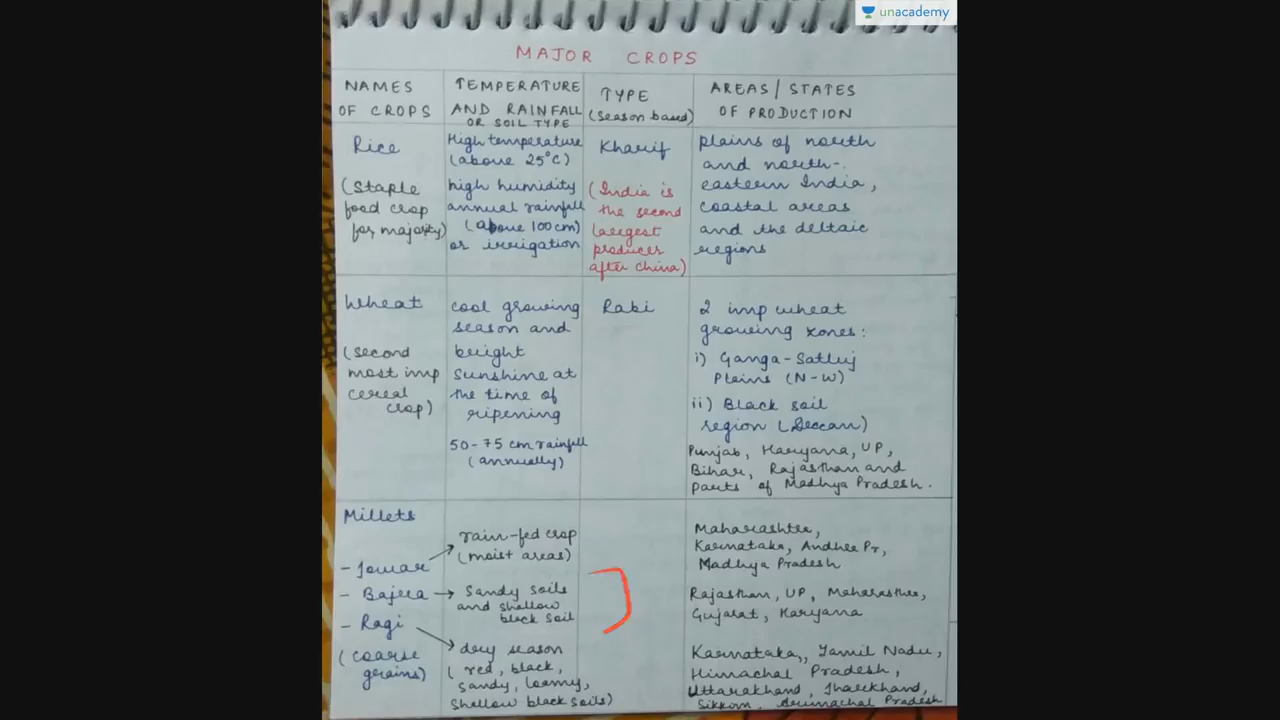 unacademy
MAJOR CROPS
NAMES
OF CROPS
TEMPERATURE
AND RAINFALL
OR SOIL TYPE
TYPE
(season based)
AREAS / STATES
OF PRODUCTION
Rice
(Staple
food crop
for majority)
High temperature
(above 25°C)
high humidity
annual rainfall
(above 100cm)
or irrigation
Kharif
(India is
the second
largest
producer
after China)
plains of north
and north-
eastern India,
coastal areas
and the deltaic
regions
Wheat
(second
most imp
cereal
crop)
cool growing
season and
bright
sunshine at
the time of
ripening
50-75 cm rainfall
(annually)
Rabi
2 imp wheat
growing zones:
i) Ganga-Satluj
Plains (N-W)
ii) Black soil
region (Deccan)
Punjab, Haryana, UP,
Bihar, Rajasthan and
parts of Madhya Pradesh.
Millets
- Jowar
- Bajra
- Ragi
(coarse
grains)
rain-fed crop
(moist areas)
Sandy soils
and shallow
black soil
dry season
(red, black,
sandy, loamy,
shallow black soils)
Maharashtra,
Karnataka, Andhra Pr,
Madhya Pradesh
Rajasthan, UP, Maharasthra,
Gujarat, Haryana
Karnataka, Tamil Nadu,
Himachal Pradesh,
Uttarakhand, Jharkhand,
Sikkim, Arunachal Pradesh